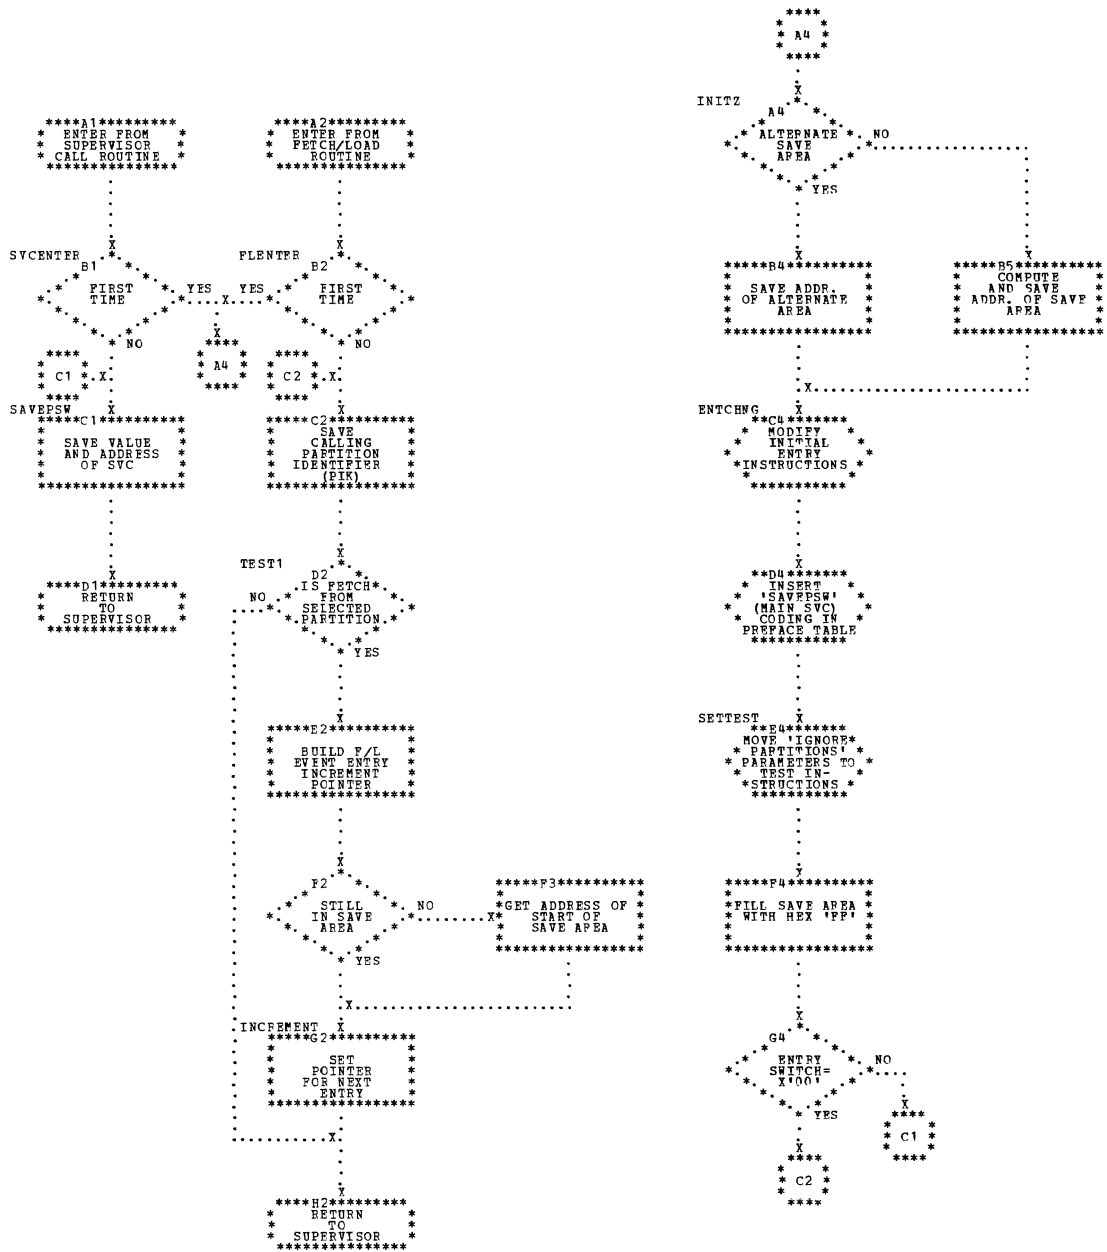 A1
ENTER FROM
SUPERVISOR
CALL ROUTINE
A2
ENTER FROM
FETCH/LOAD
ROUTINE
SVCENTER
B1
FIRST
TIME
YES
NO
FLENTER
B2
FIRST
TIME
YES
NO
A4
C1
C2
SAVEPSW
C1
SAVE VALUE
AND ADDRESS
OF SVC
C2
SAVE
CALLING
PARTITION
IDENTIFIER
(PIK)
D1
RETURN
TO
SUPERVISOR
TEST1
D2
IS FETCH
FROM
SELECTED
PARTITION
NO
YES
E2
BUILD F/L
EVENT ENTRY
INCREMENT
POINTER
F2
STILL
IN SAVE
AREA
NO
YES
F3
GET ADDRESS OF
START OF
SAVE AREA
INCREMENT
G2
SET
POINTER
FOR NEXT
ENTRY
H2
RETURN
TO
SUPERVISOR
A4
INITZ
A4
ALTERNATE
SAVE
AREA
NO
YES
B4
SAVE ADDR.
OF ALTERNATE
AREA
B5
COMPUTE
AND SAVE
ADDR. OF SAVE
AREA
ENTCHNG
C4
MODIFY
INITIAL
ENTRY
INSTRUCTIONS
D4
INSERT
'SAVEPSW'
(MAIN SVC)
CODING IN
PREFACE TABLE
SETTEST
E4
MOVE 'IGNORE
PARTITIONS'
PARAMETERS TO
TEST IN-
STRUCTIONS
F4
FILL SAVE AREA
WITH HEX 'FF'
G4
ENTRY
SWITCH=
X'00'
NO
YES
C1
C2